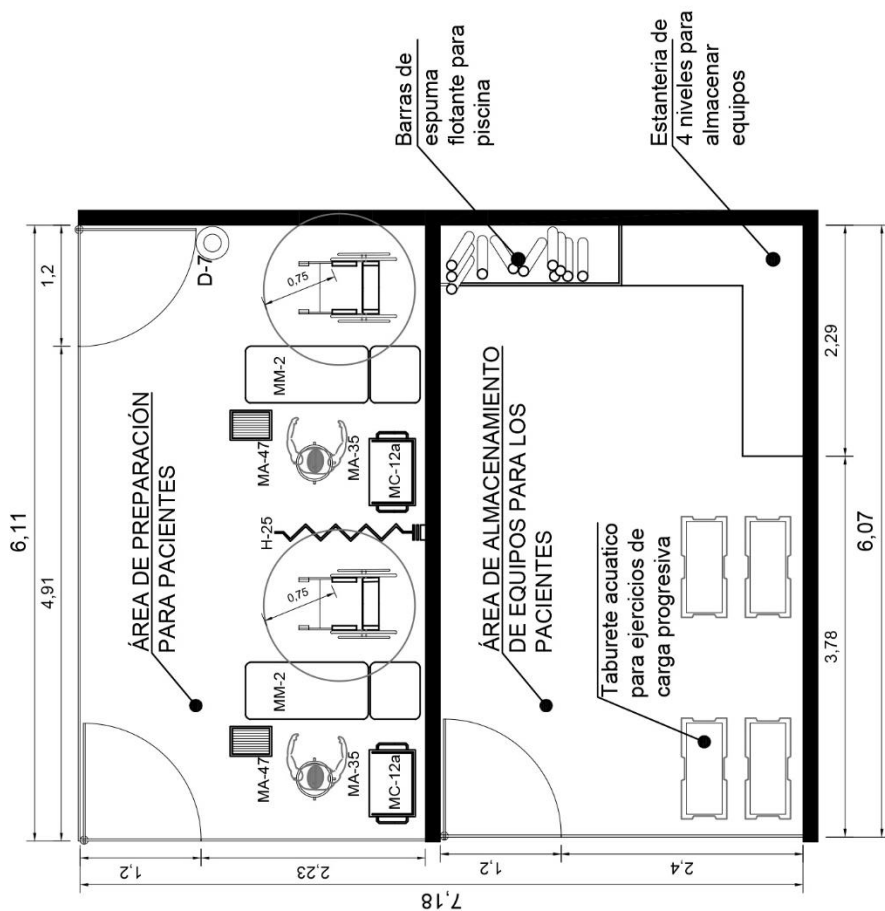 6,11
4,91
1,2
ÁREA DE PREPARACIÓN
PARA PACIENTES
D-7
0,75
MM-2
MA-47
MA-35
MC-12a
H-25
0,75
MM-2
MA-47
MA-35
MC-12a
1,2
2,23
1,2
2,4
7,18
ÁREA DE ALMACENAMIENTO
DE EQUIPOS PARA LOS
PACIENTES
Barras de
espuma
flotante para
piscina
Estanteria de
4 niveles para
almacenar
equipos
Taburete acuatico
para ejercicios de
carga progresiva
3,78
2,29
6,07